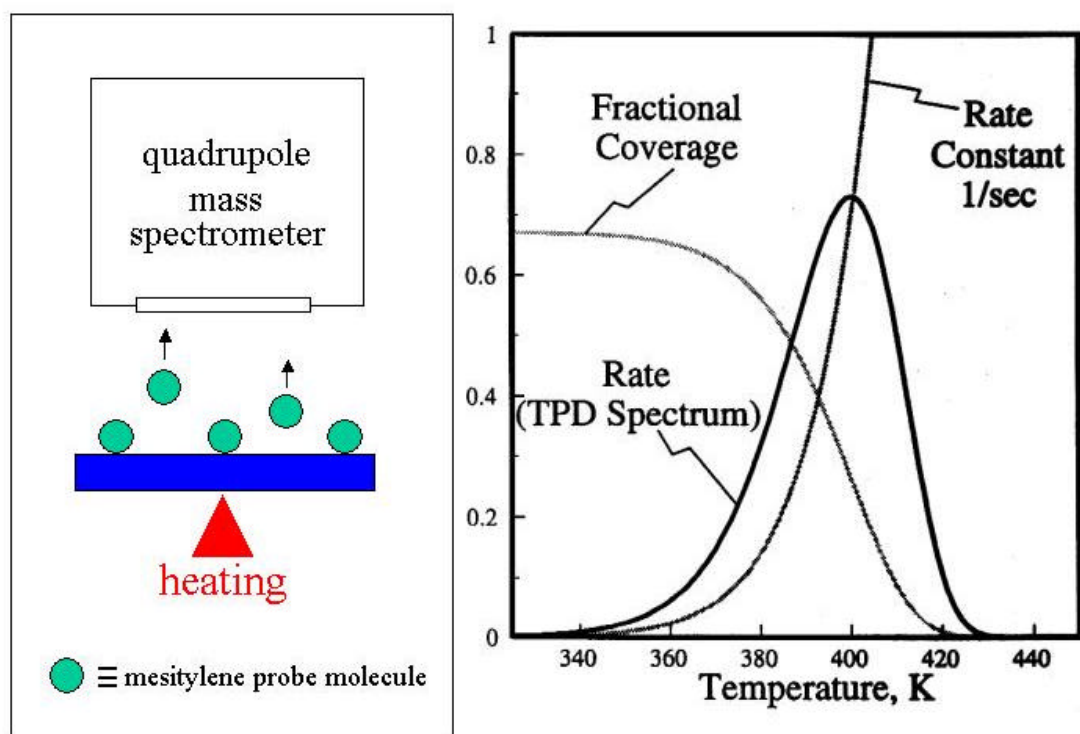 quadrupole
mass
spectrometer
heating
≡ mesitylene probe molecule
1
0.8
0.6
0.4
0.2
0
Fractional
Coverage
Rate
Constant
1/sec
Rate
(TPD Spectrum)
340 360 380 400 420 440
Temperature, K